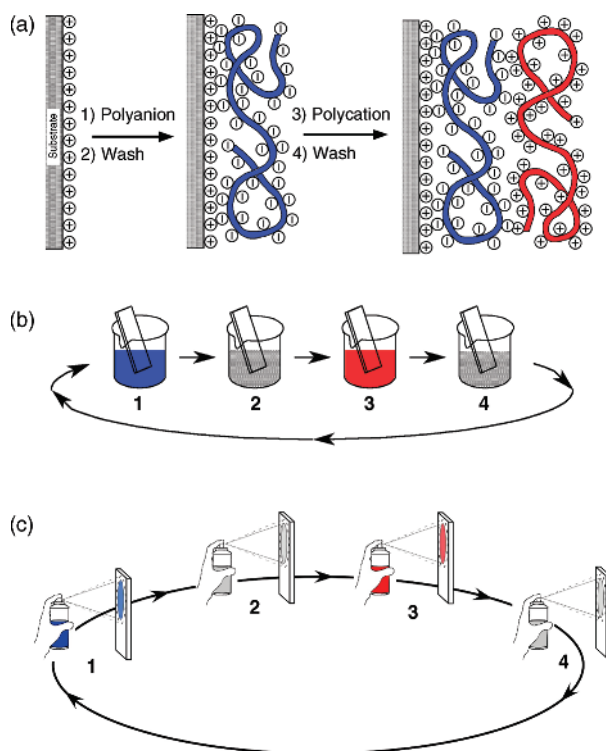 (a)
Substrate
1) Polyanion
2) Wash
3) Polycation
4) Wash
(b)
1
2
3
4
(c)
1
2
3
4